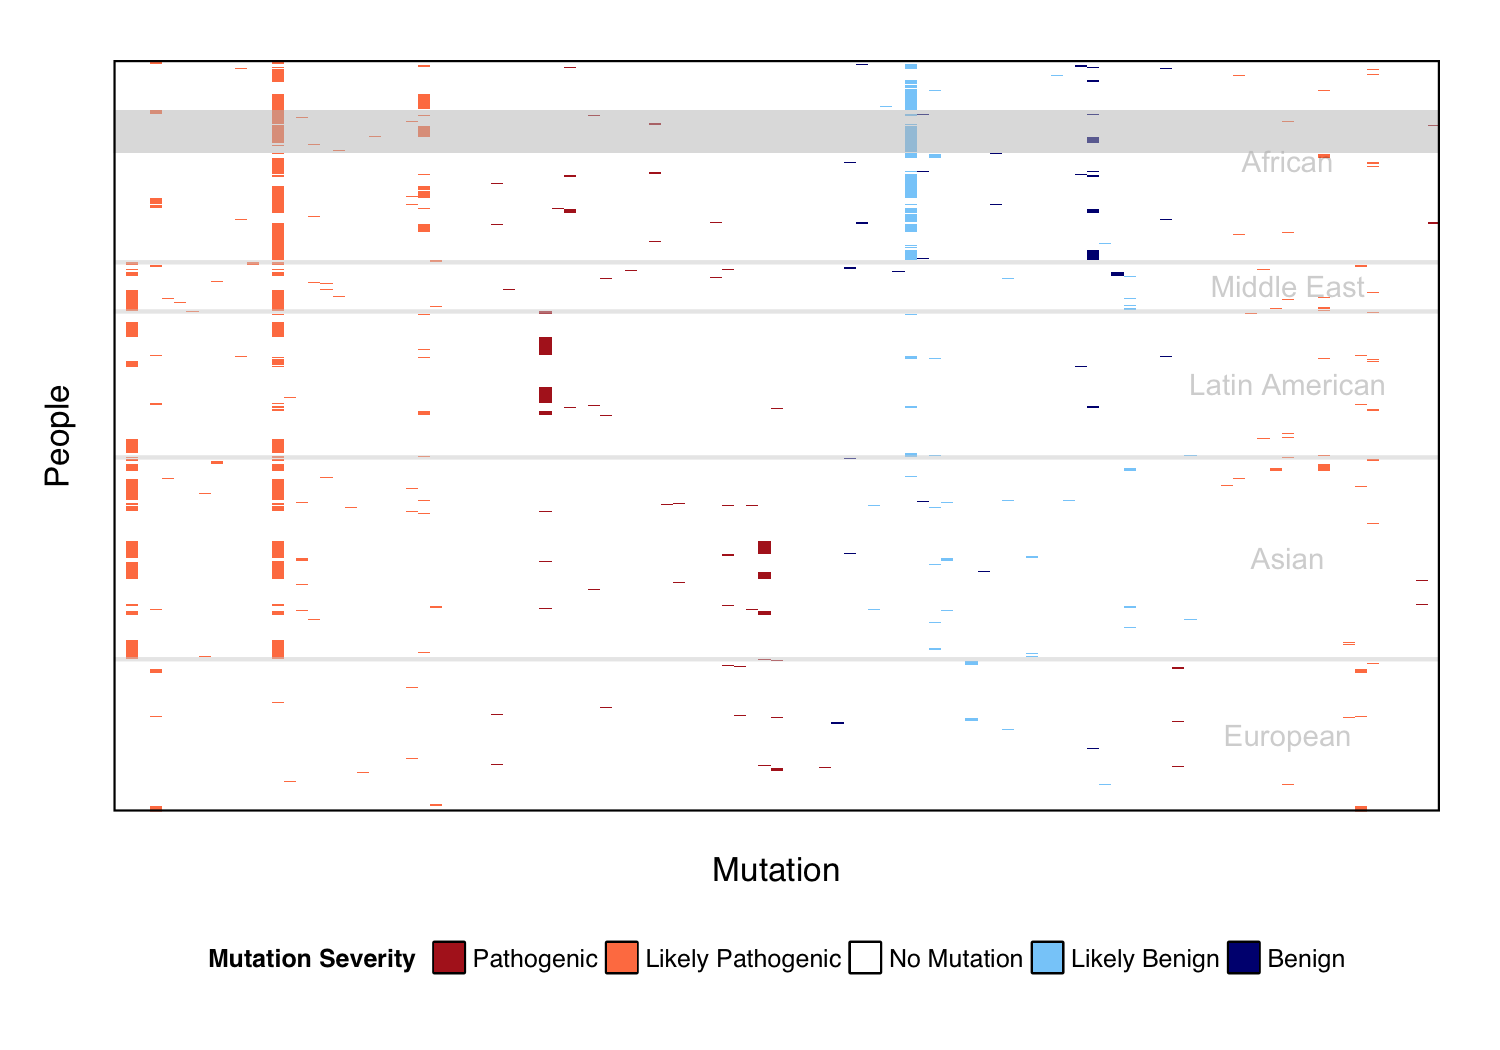 African
Middle East
Latin American
Asian
European
People
Mutation
Mutation Severity Pathogenic Likely Pathogenic No Mutation Likely Benign Benign